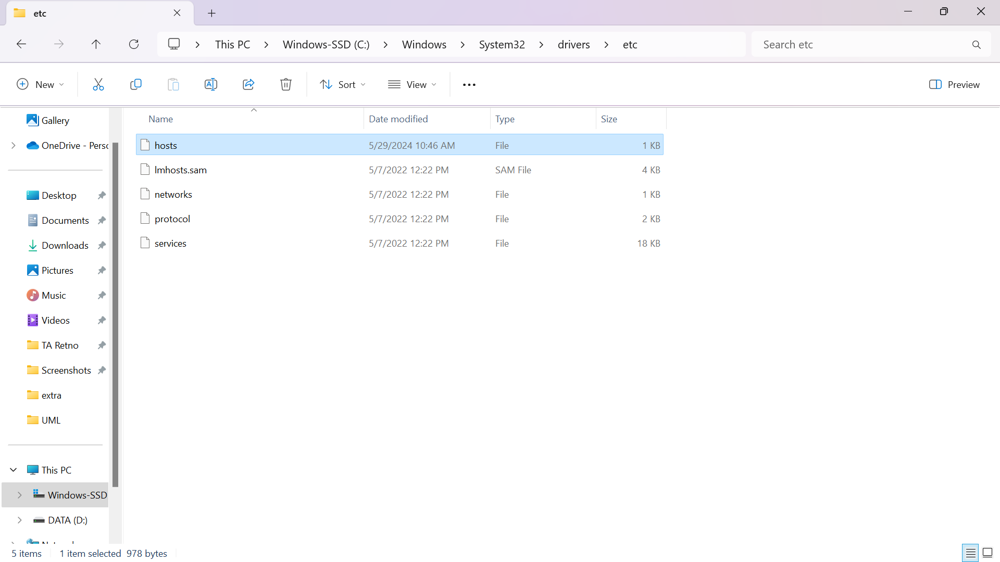 etc
This PC
Windows-SSD (C:)
Windows
System32
drivers
etc
Search etc
New
Sort
View
Preview
Gallery
OneDrive - Perso
Desktop
Documents
Downloads
Pictures
Music
Videos
TA Retno
Screenshots
extra
UML
This PC
Windows-SSD
DATA (D:)
Name Date modified Type Size
hosts 5/29/2024 10:46 AM File 1 KB
lmhosts.sam 5/7/2022 12:22 PM SAM File 4 KB
networks 5/7/2022 12:22 PM File 1 KB
protocol 5/7/2022 12:22 PM File 2 KB
services 5/7/2022 12:22 PM File 18 KB
5 items 1 item selected 978 bytes